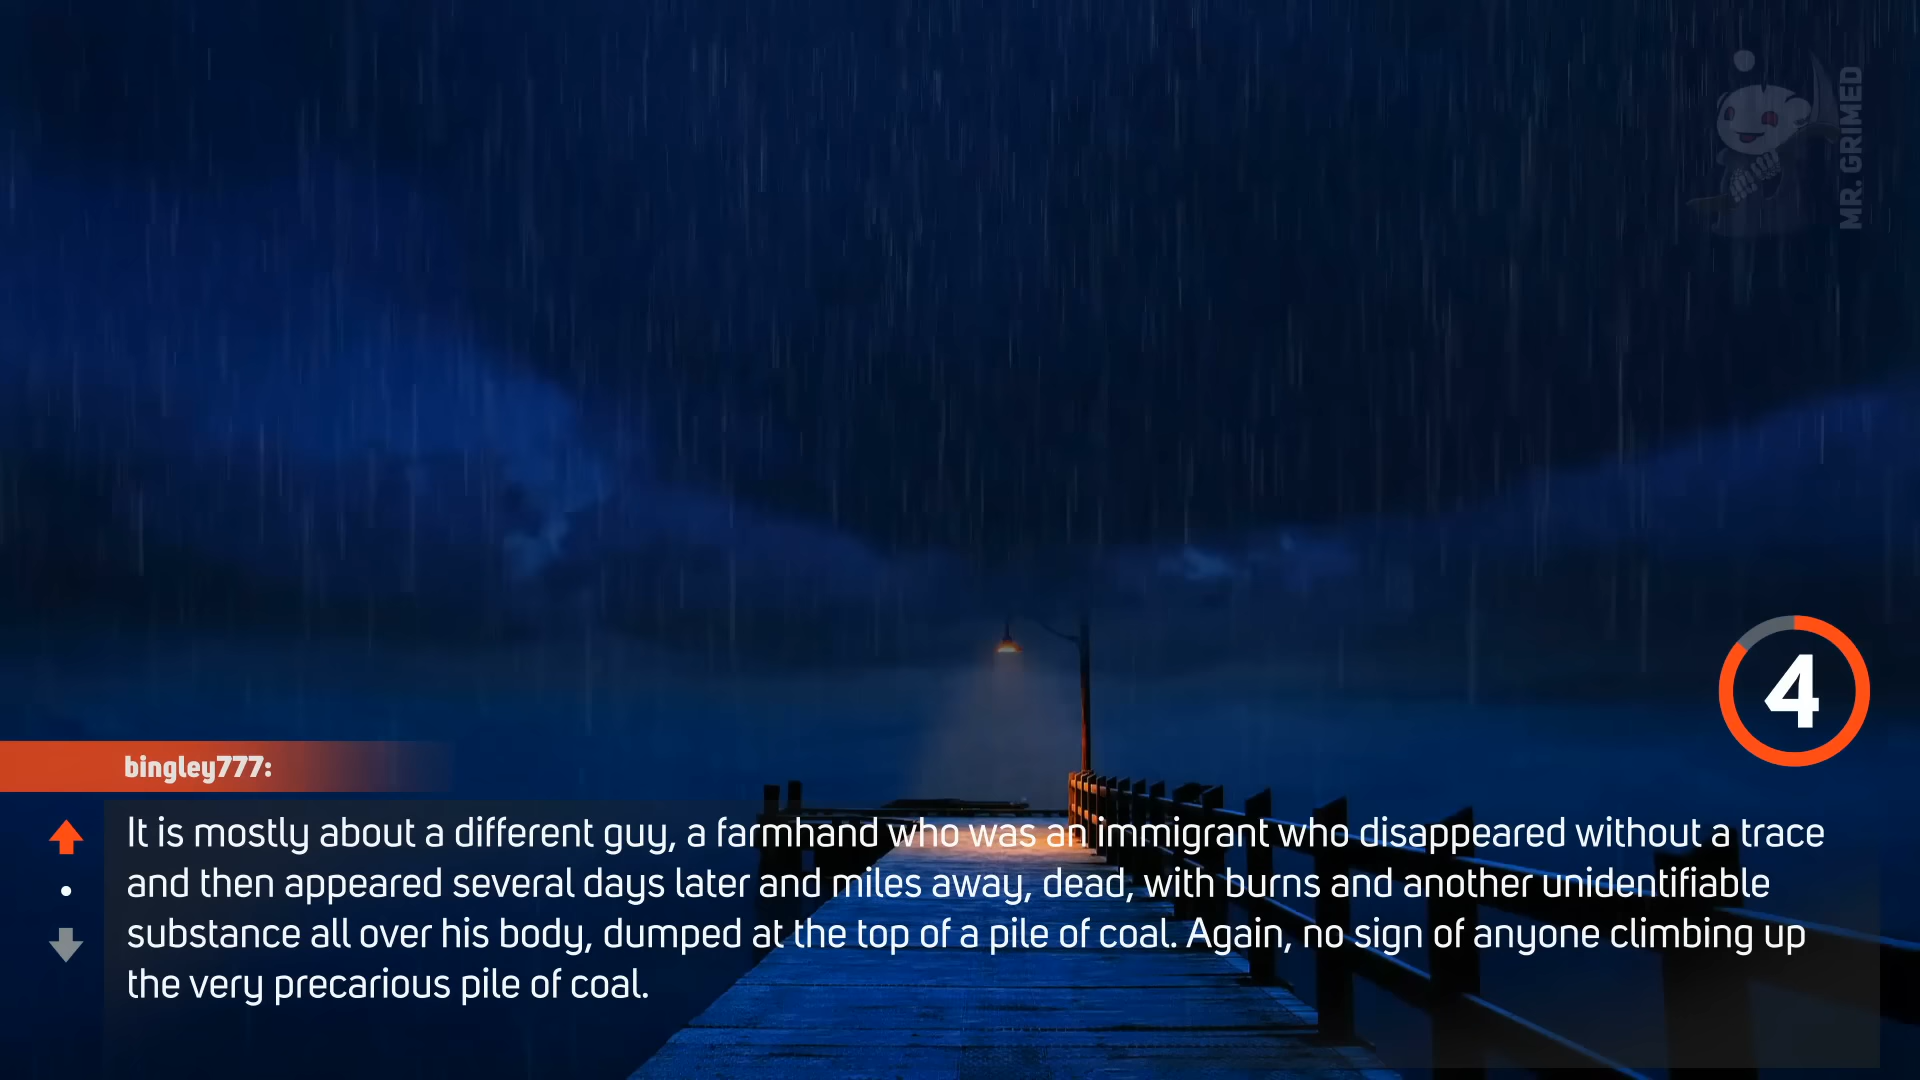 MR. GRIMED
4
bingley777:
It is mostly about a different guy, a farmhand who was an immigrant who disappeared without a trace
and then appeared several days later and miles away, dead, with burns and another unidentifiable
substance all over his body, dumped at the top of a pile of coal. Again, no sign of anyone climbing up
the very precarious pile of coal.